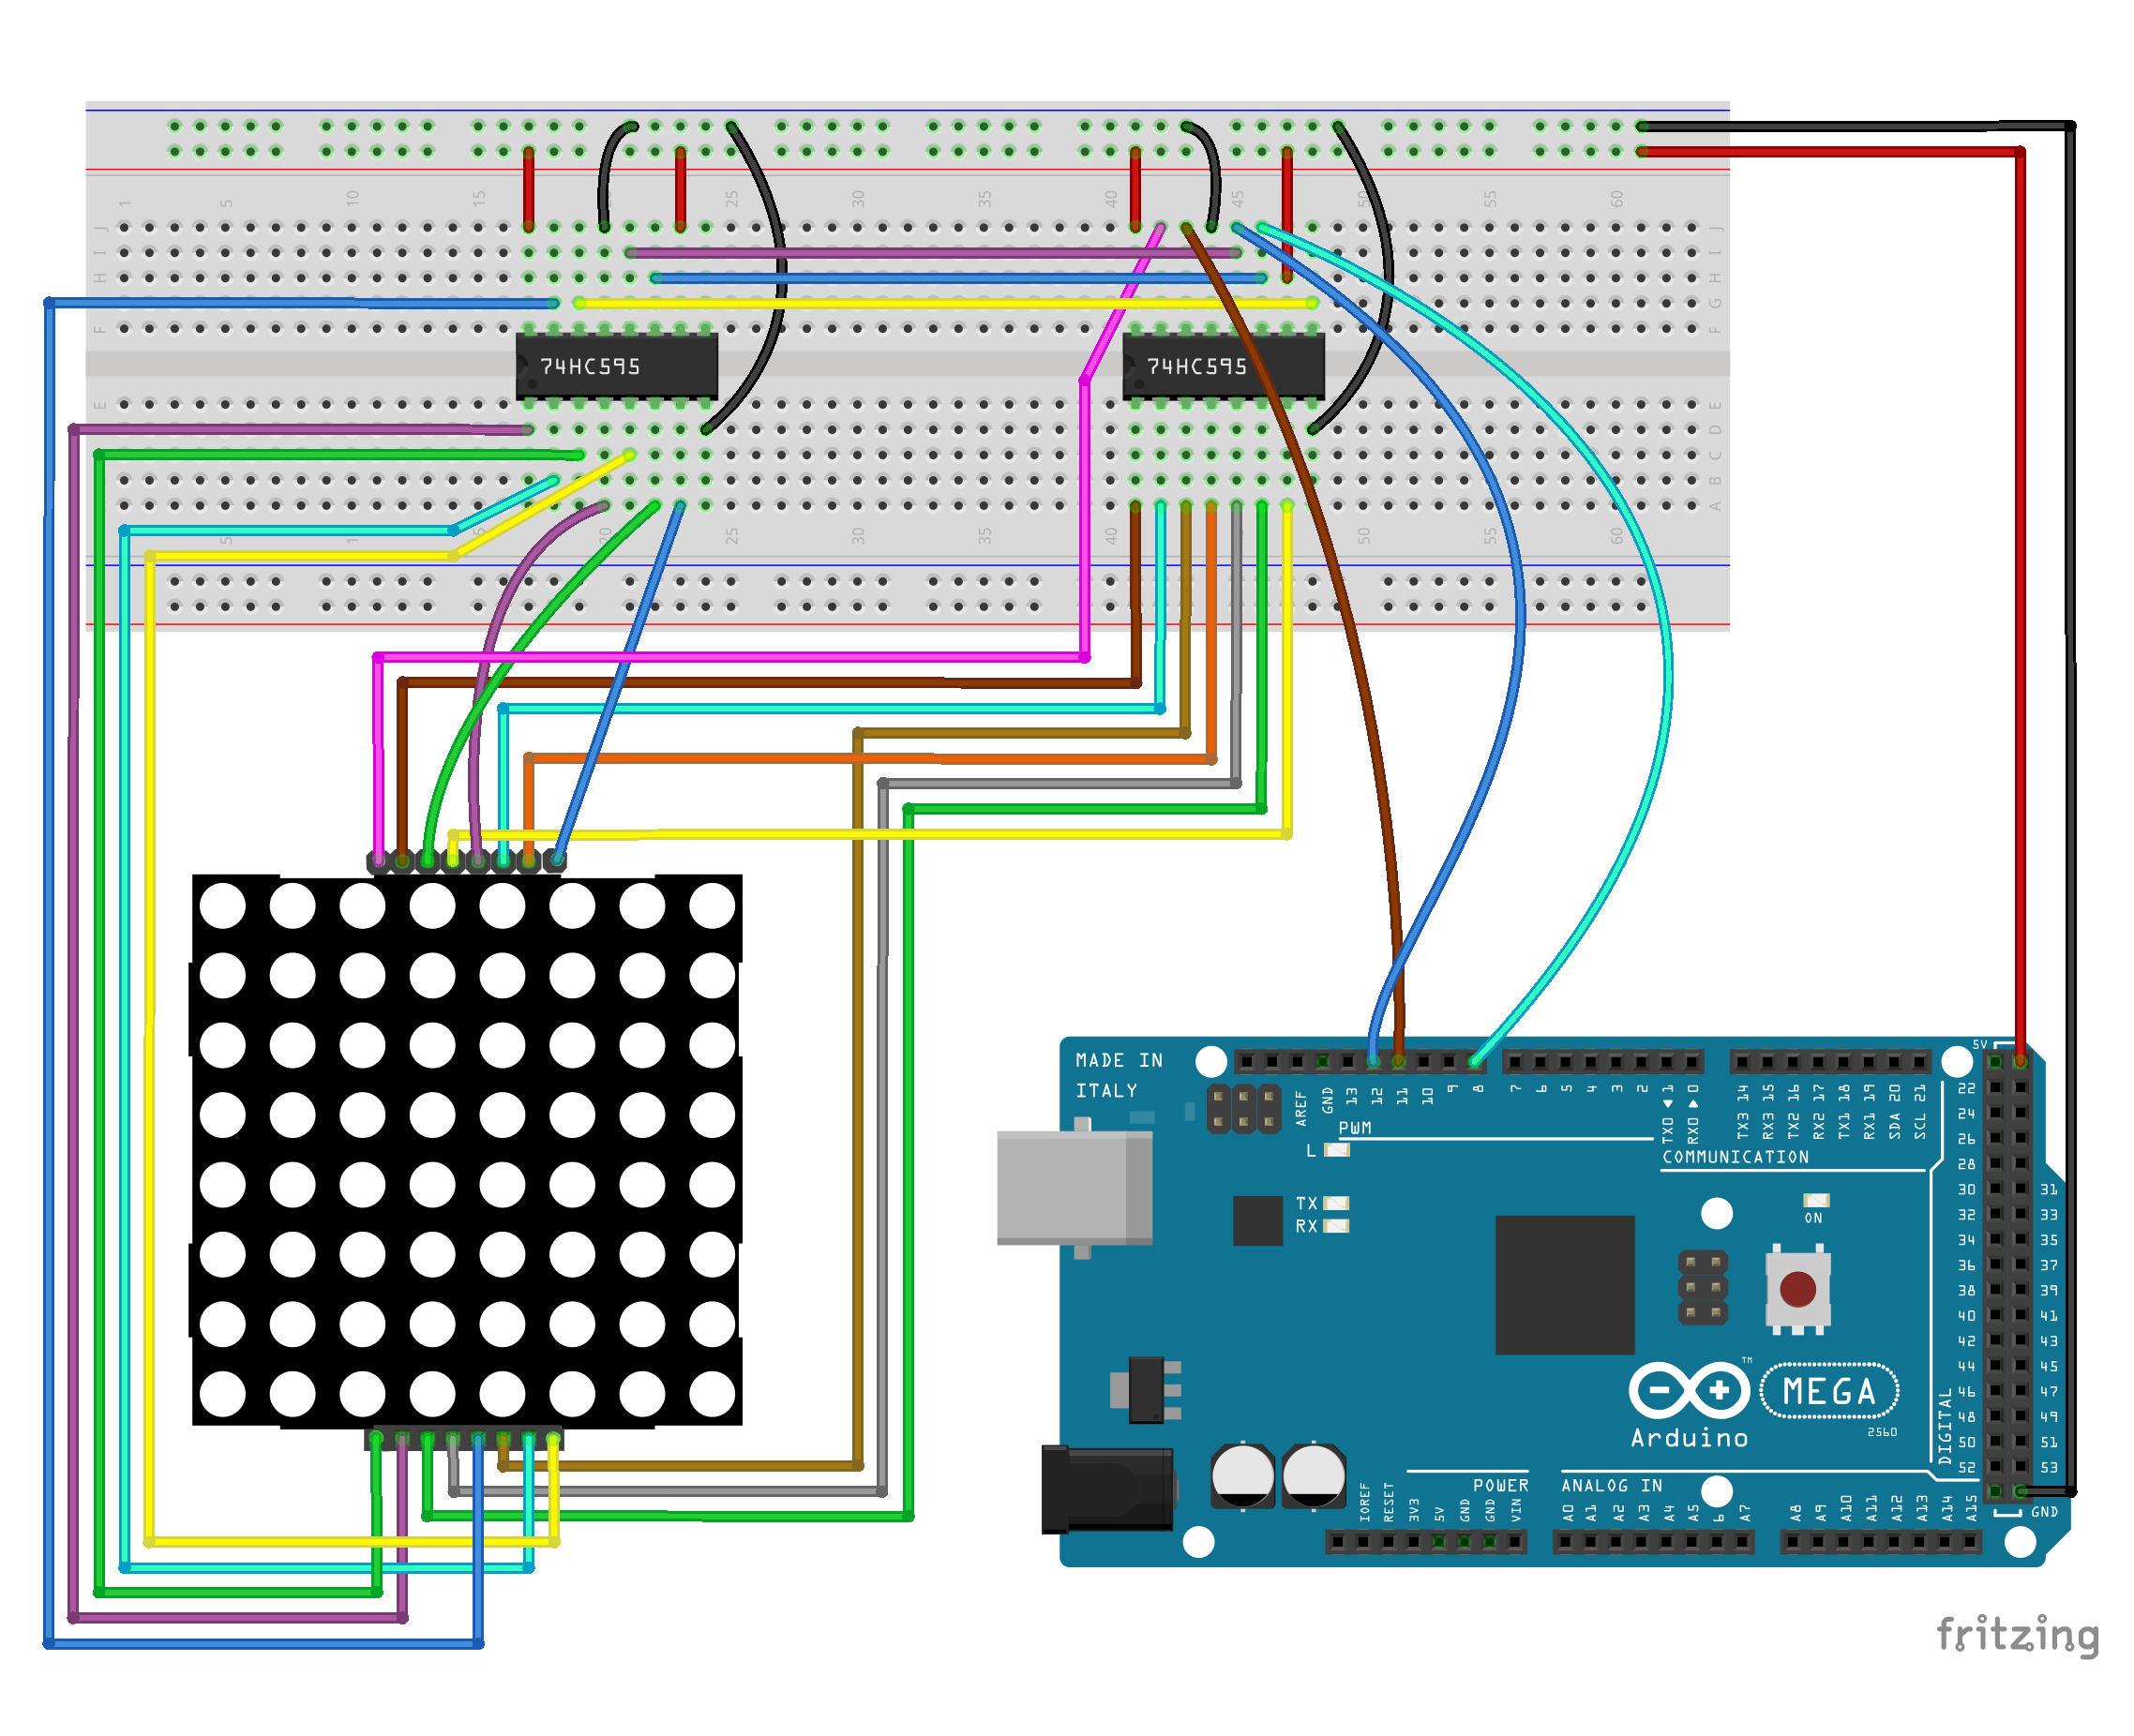 1 5 10 15 25 30 35 40 45 50 55 60
J J
I I
H H
G G
F F
74HC595 74HC595
E E
D D
C C
B B
A A
5 1 20 25 30 35 40 50 55 60
MADE IN
ITALY
AREF GND 13 12 11 10 9 8 7 6 5 4 3 2 TX0 1 RX0 0 TX3 14 RX3 15 TX2 16 RX2 17 TX1 18 RX1 19 SDA 20 SCL 21
PWM
COMMUNICATION
L
TX
RX
ON
5V
22
24
26
28
30 31
32 33
34 35
36 37
38 39
40 41
42 43
44 45
46 47
48 49
50 51
52 53
GND
DIGITAL
TM
MEGA
Arduino
2560
POWER
ANALOG IN
IOREF RESET 3V3 5V GND GND VIN A0 A1 A2 A3 A4 A5 6 A7 A8 A9 A10 A11 A12 A13 A14 A15
fritzing